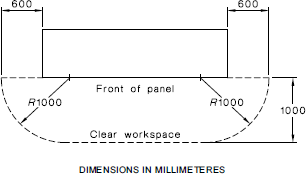 600 600
Front of panel
R1000 R1000
1000
Clear workspace
DIMENSIONS IN MILLIMETERES